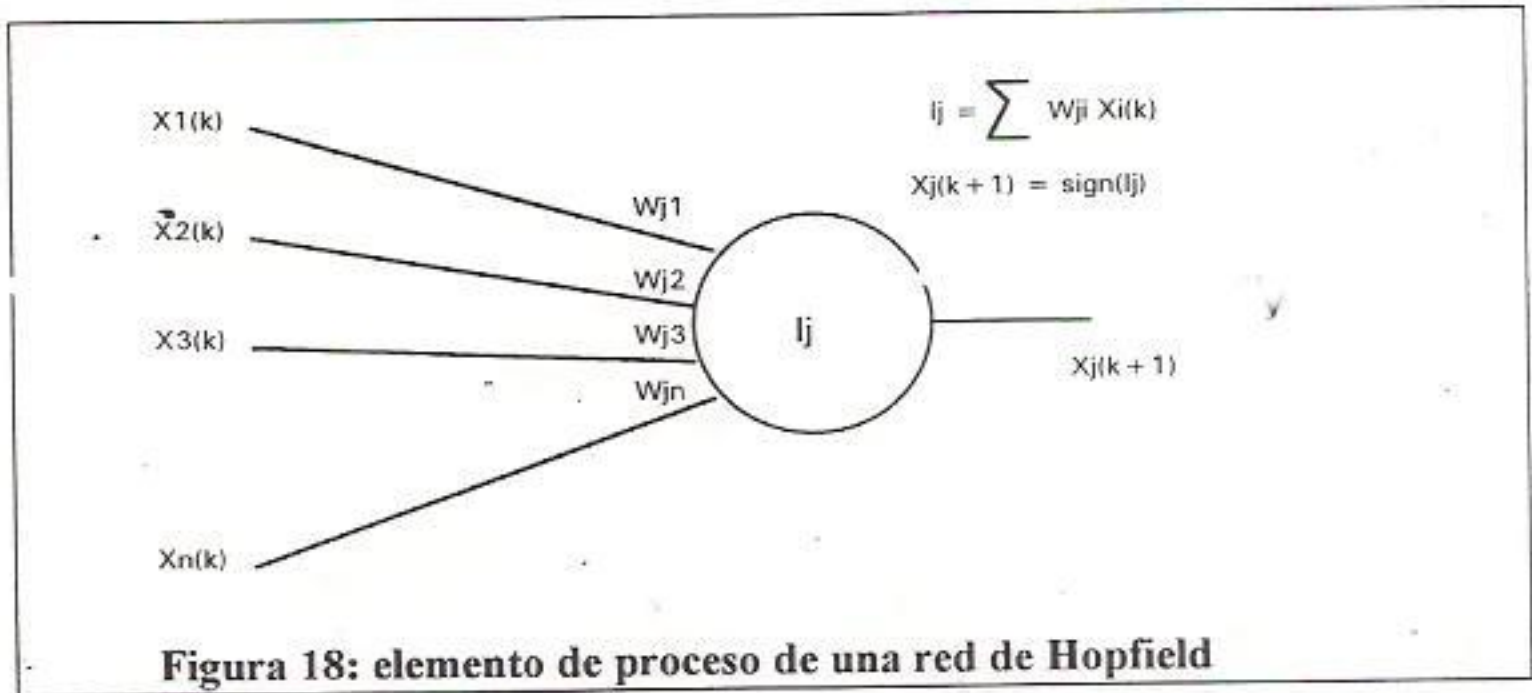 X1(k)
X2(k)
X3(k)
Xn(k)
Wj1
Wj2
Wj3
Wjn
Ij
Ij = ∑ Wji Xi(k)
Xj(k + 1) = sign(Ij)
Xj(k + 1)
Figura 18: elemento de proceso de una red de Hopfield